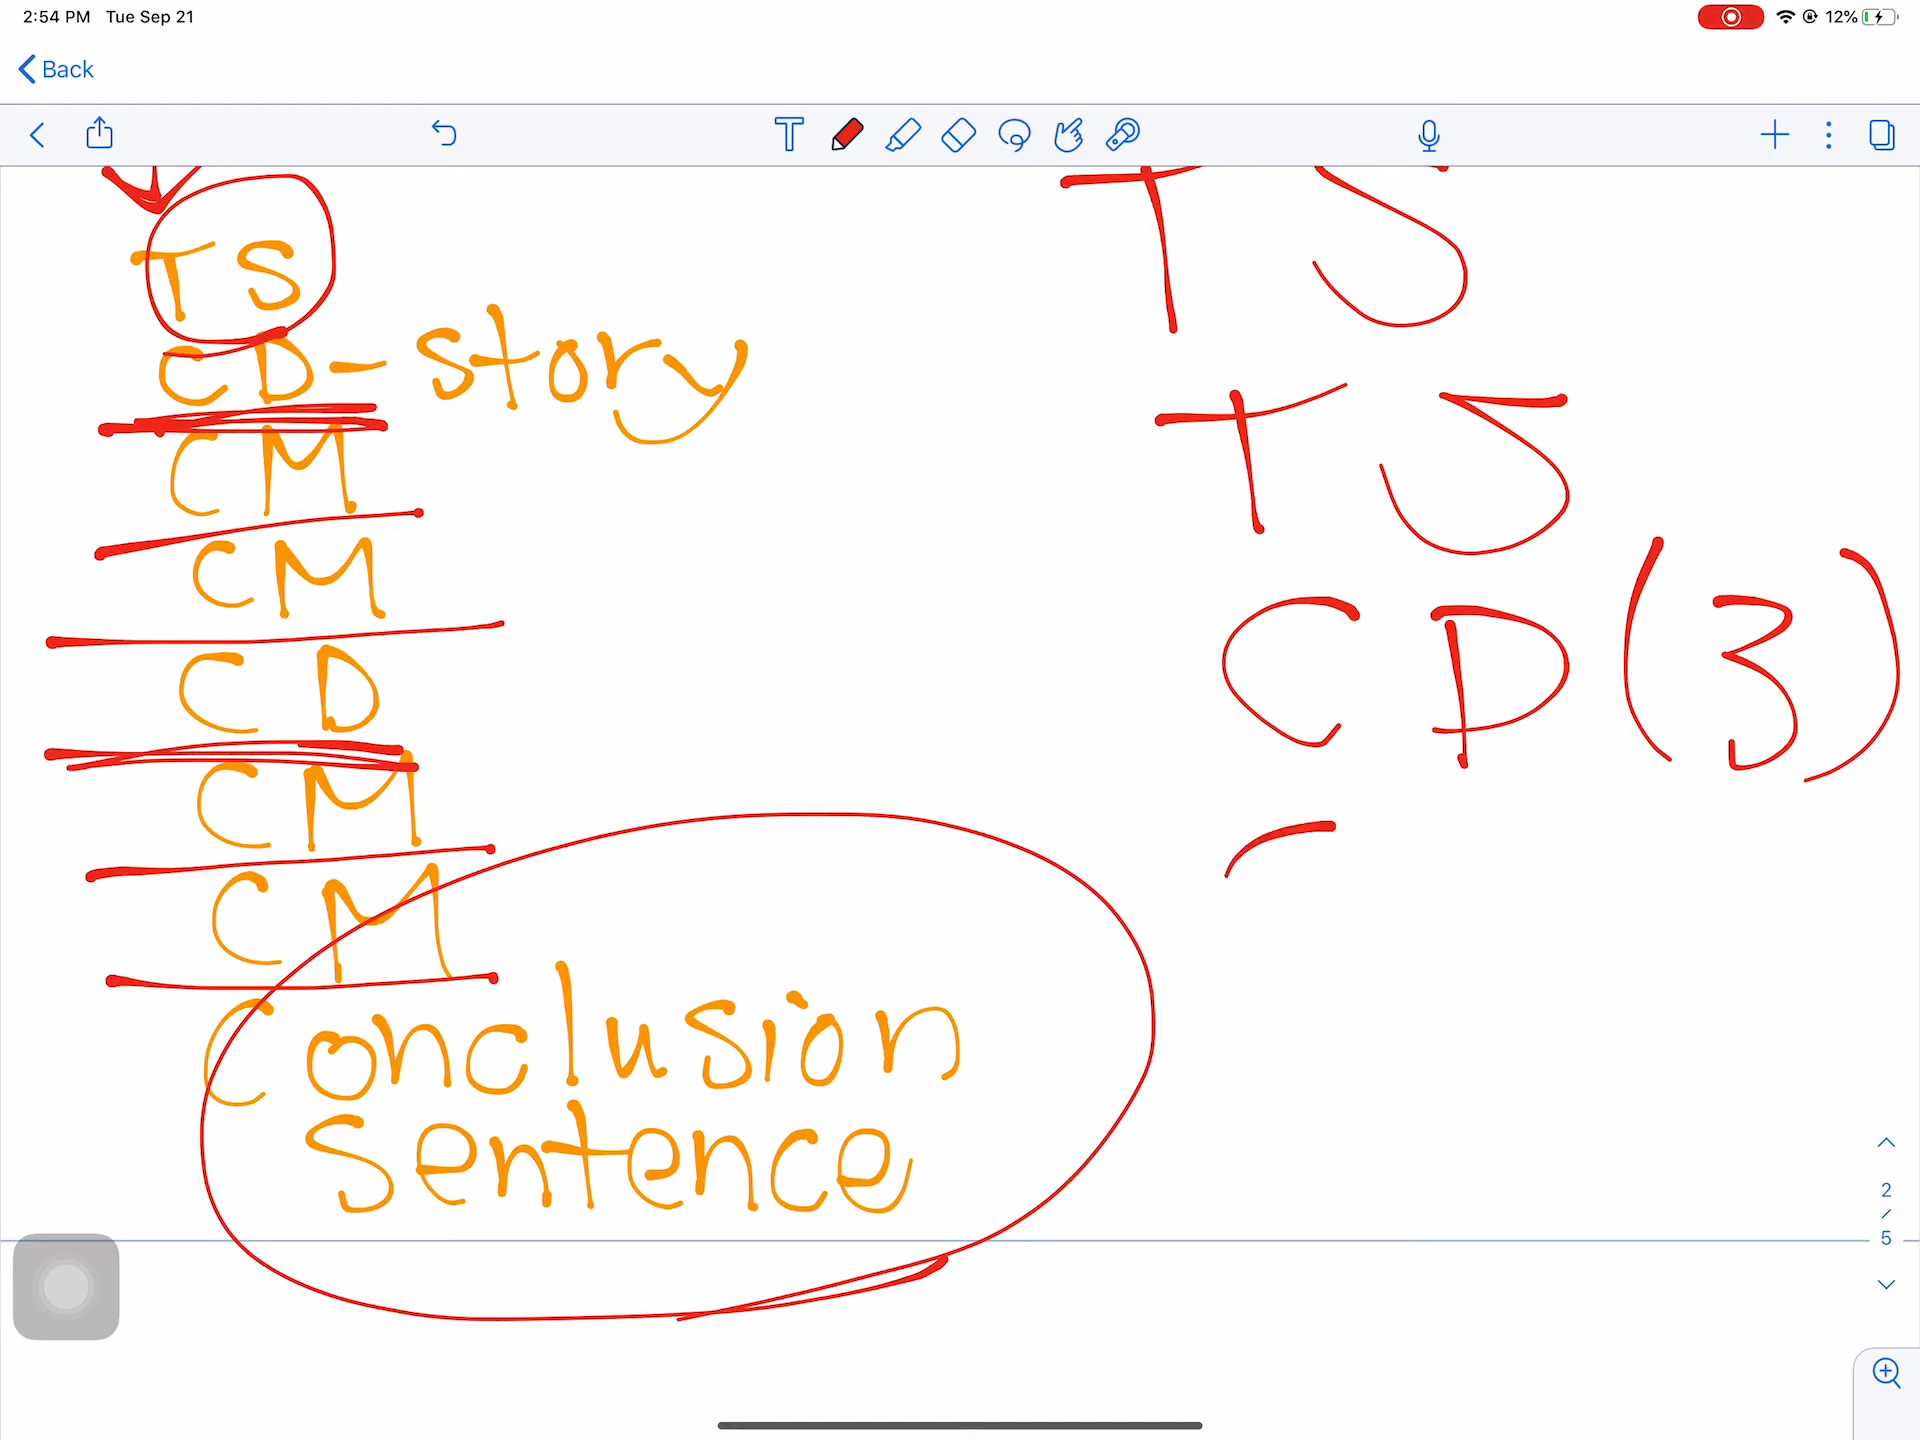 2:54 PM Tue Sep 21
12%
Back
TS
CD - story
CM
CM
CD
CM
CM
Conclusion
Sentence
TS
TS
CD (3)
2
/
5